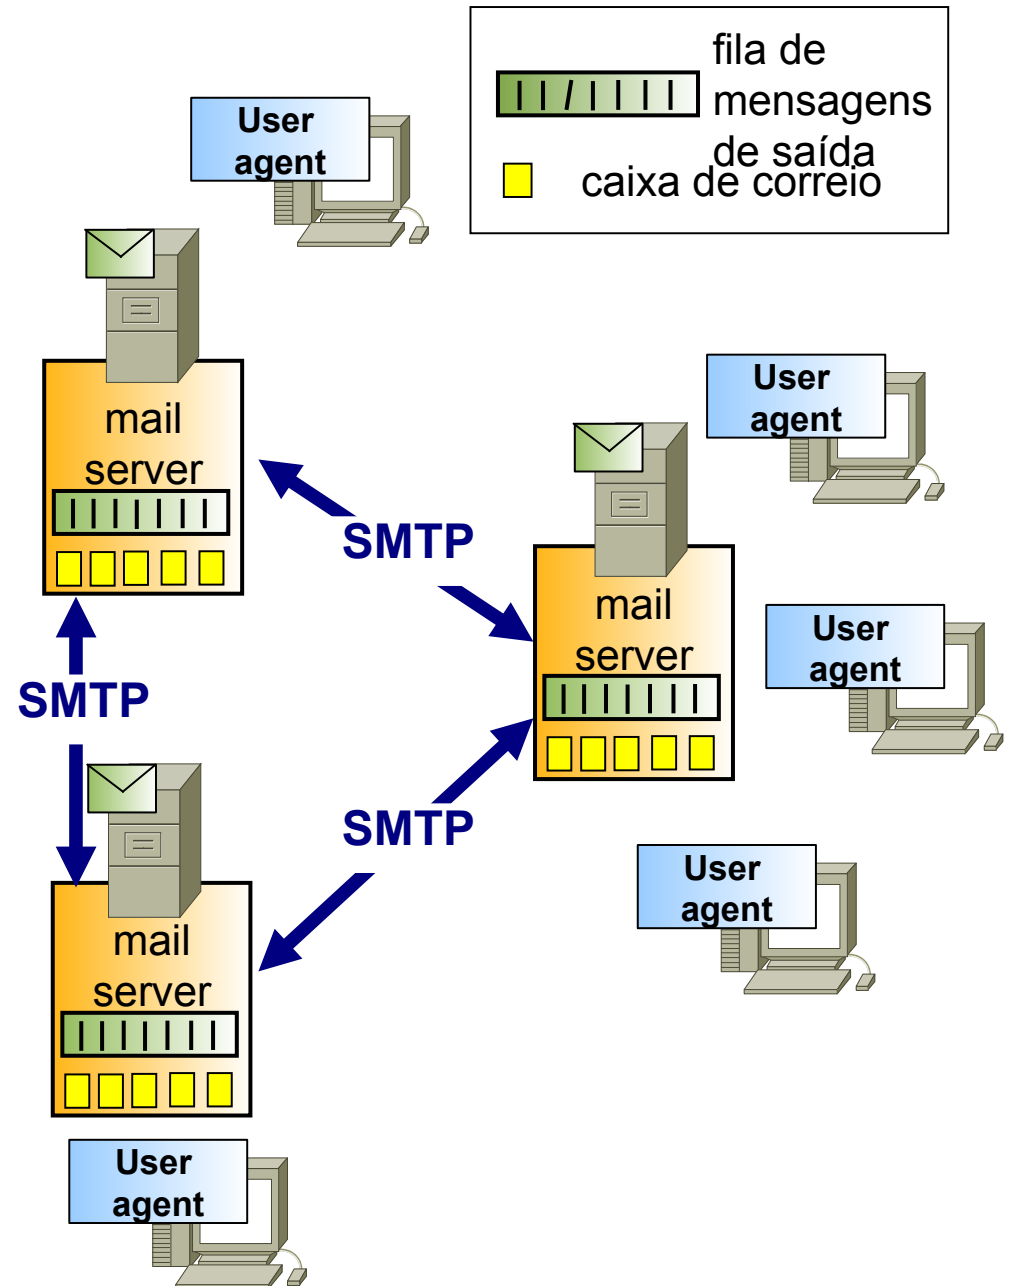 fila de
mensagens
de saída
caixa de correio
User
agent
mail
server
User
agent
SMTP
mail
server
User
agent
SMTP
SMTP
User
agent
mail
server
User
agent